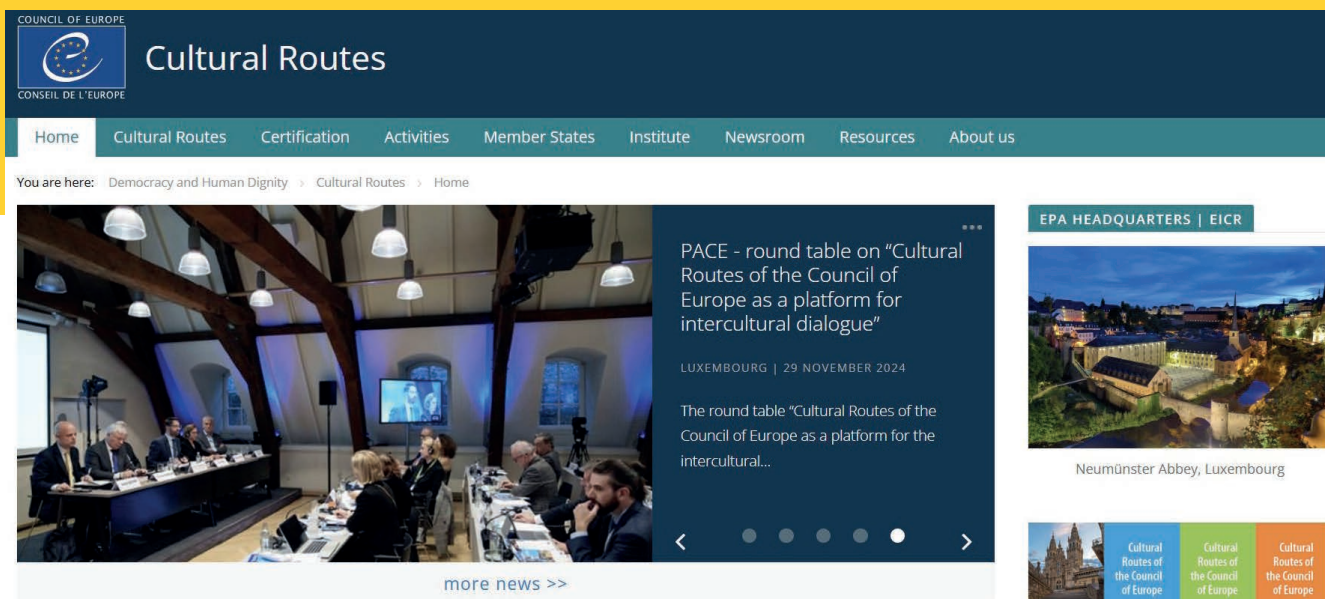 COUNCIL OF EUROPE
CONSEIL DE L'EUROPE
Cultural Routes
Home Cultural Routes Certification Activities Member States Institute Newsroom Resources About us
You are here: Democracy and Human Dignity > Cultural Routes > Home
PACE - round table on “Cultural
Routes of the Council of
Europe as a platform for
intercultural dialogue”
LUXEMBOURG | 29 NOVEMBER 2024
The round table “Cultural Routes of the
Council of Europe as a platform for the
intercultural...
more news >>
EPA HEADQUARTERS | EICR
Neumünster Abbey, Luxembourg
Cultural
Routes of
the Council
of Europe
Cultural
Routes of
the Council
of Europe
Cultural
Routes of
the Council
of Europe